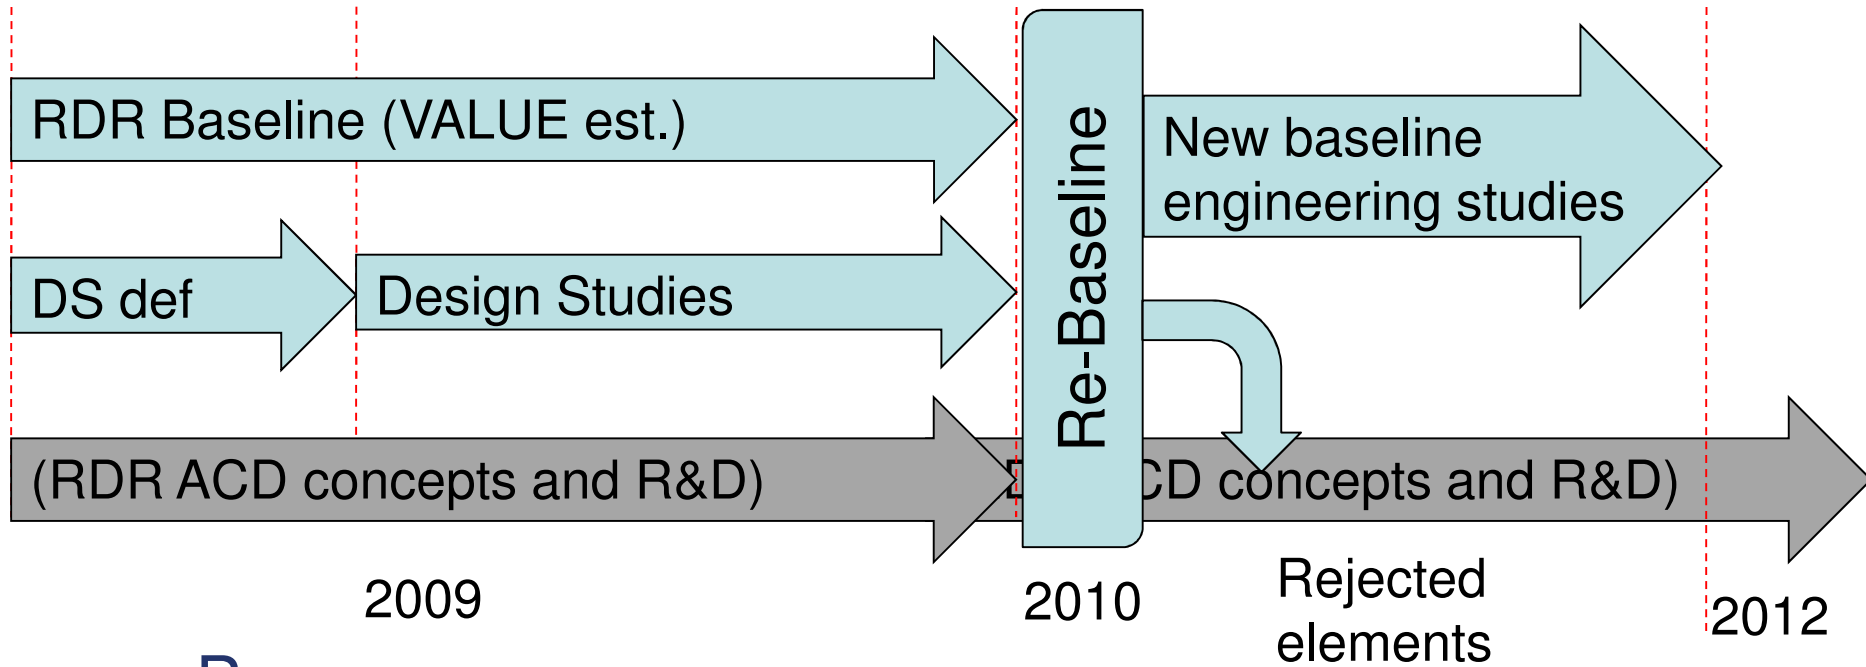 RDR Baseline (VALUE est.)
New baseline
engineering studies
Re-Baseline
DS def
Design Studies
(RDR ACD concepts and R&D)
CD concepts and R&D)
2009
2010
Rejected
elements
2012